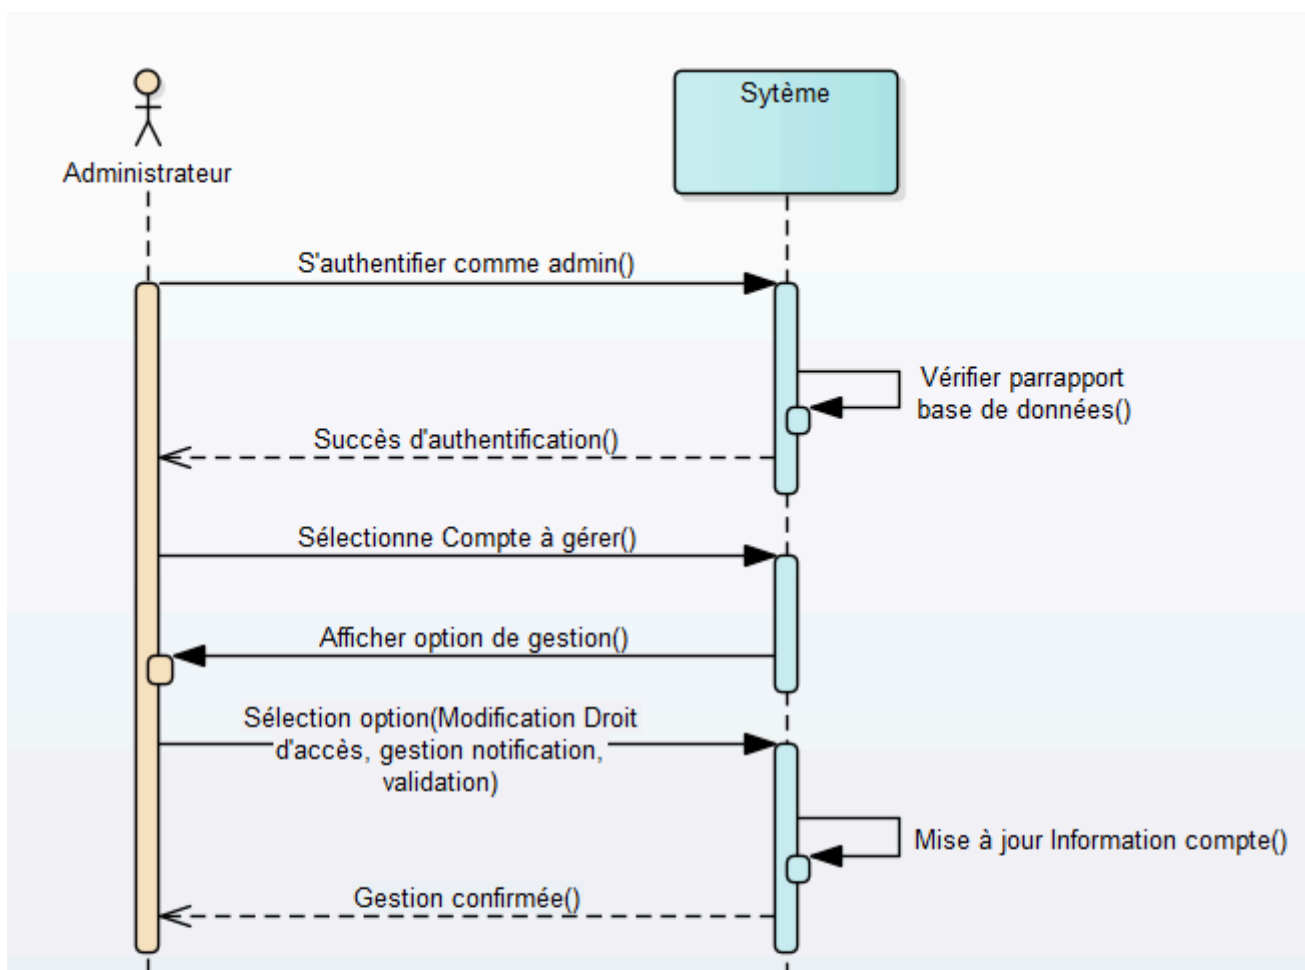 Sytème
Administrateur
S'authentifier comme admin()
Vérifier parrapport
base de données()
Succès d'authentification()
Sélectionne Compte à gérer()
Afficher option de gestion()
Sélection option(Modification Droit
d'accès, gestion notification,
validation)
Mise à jour Information compte()
Gestion confirmée()